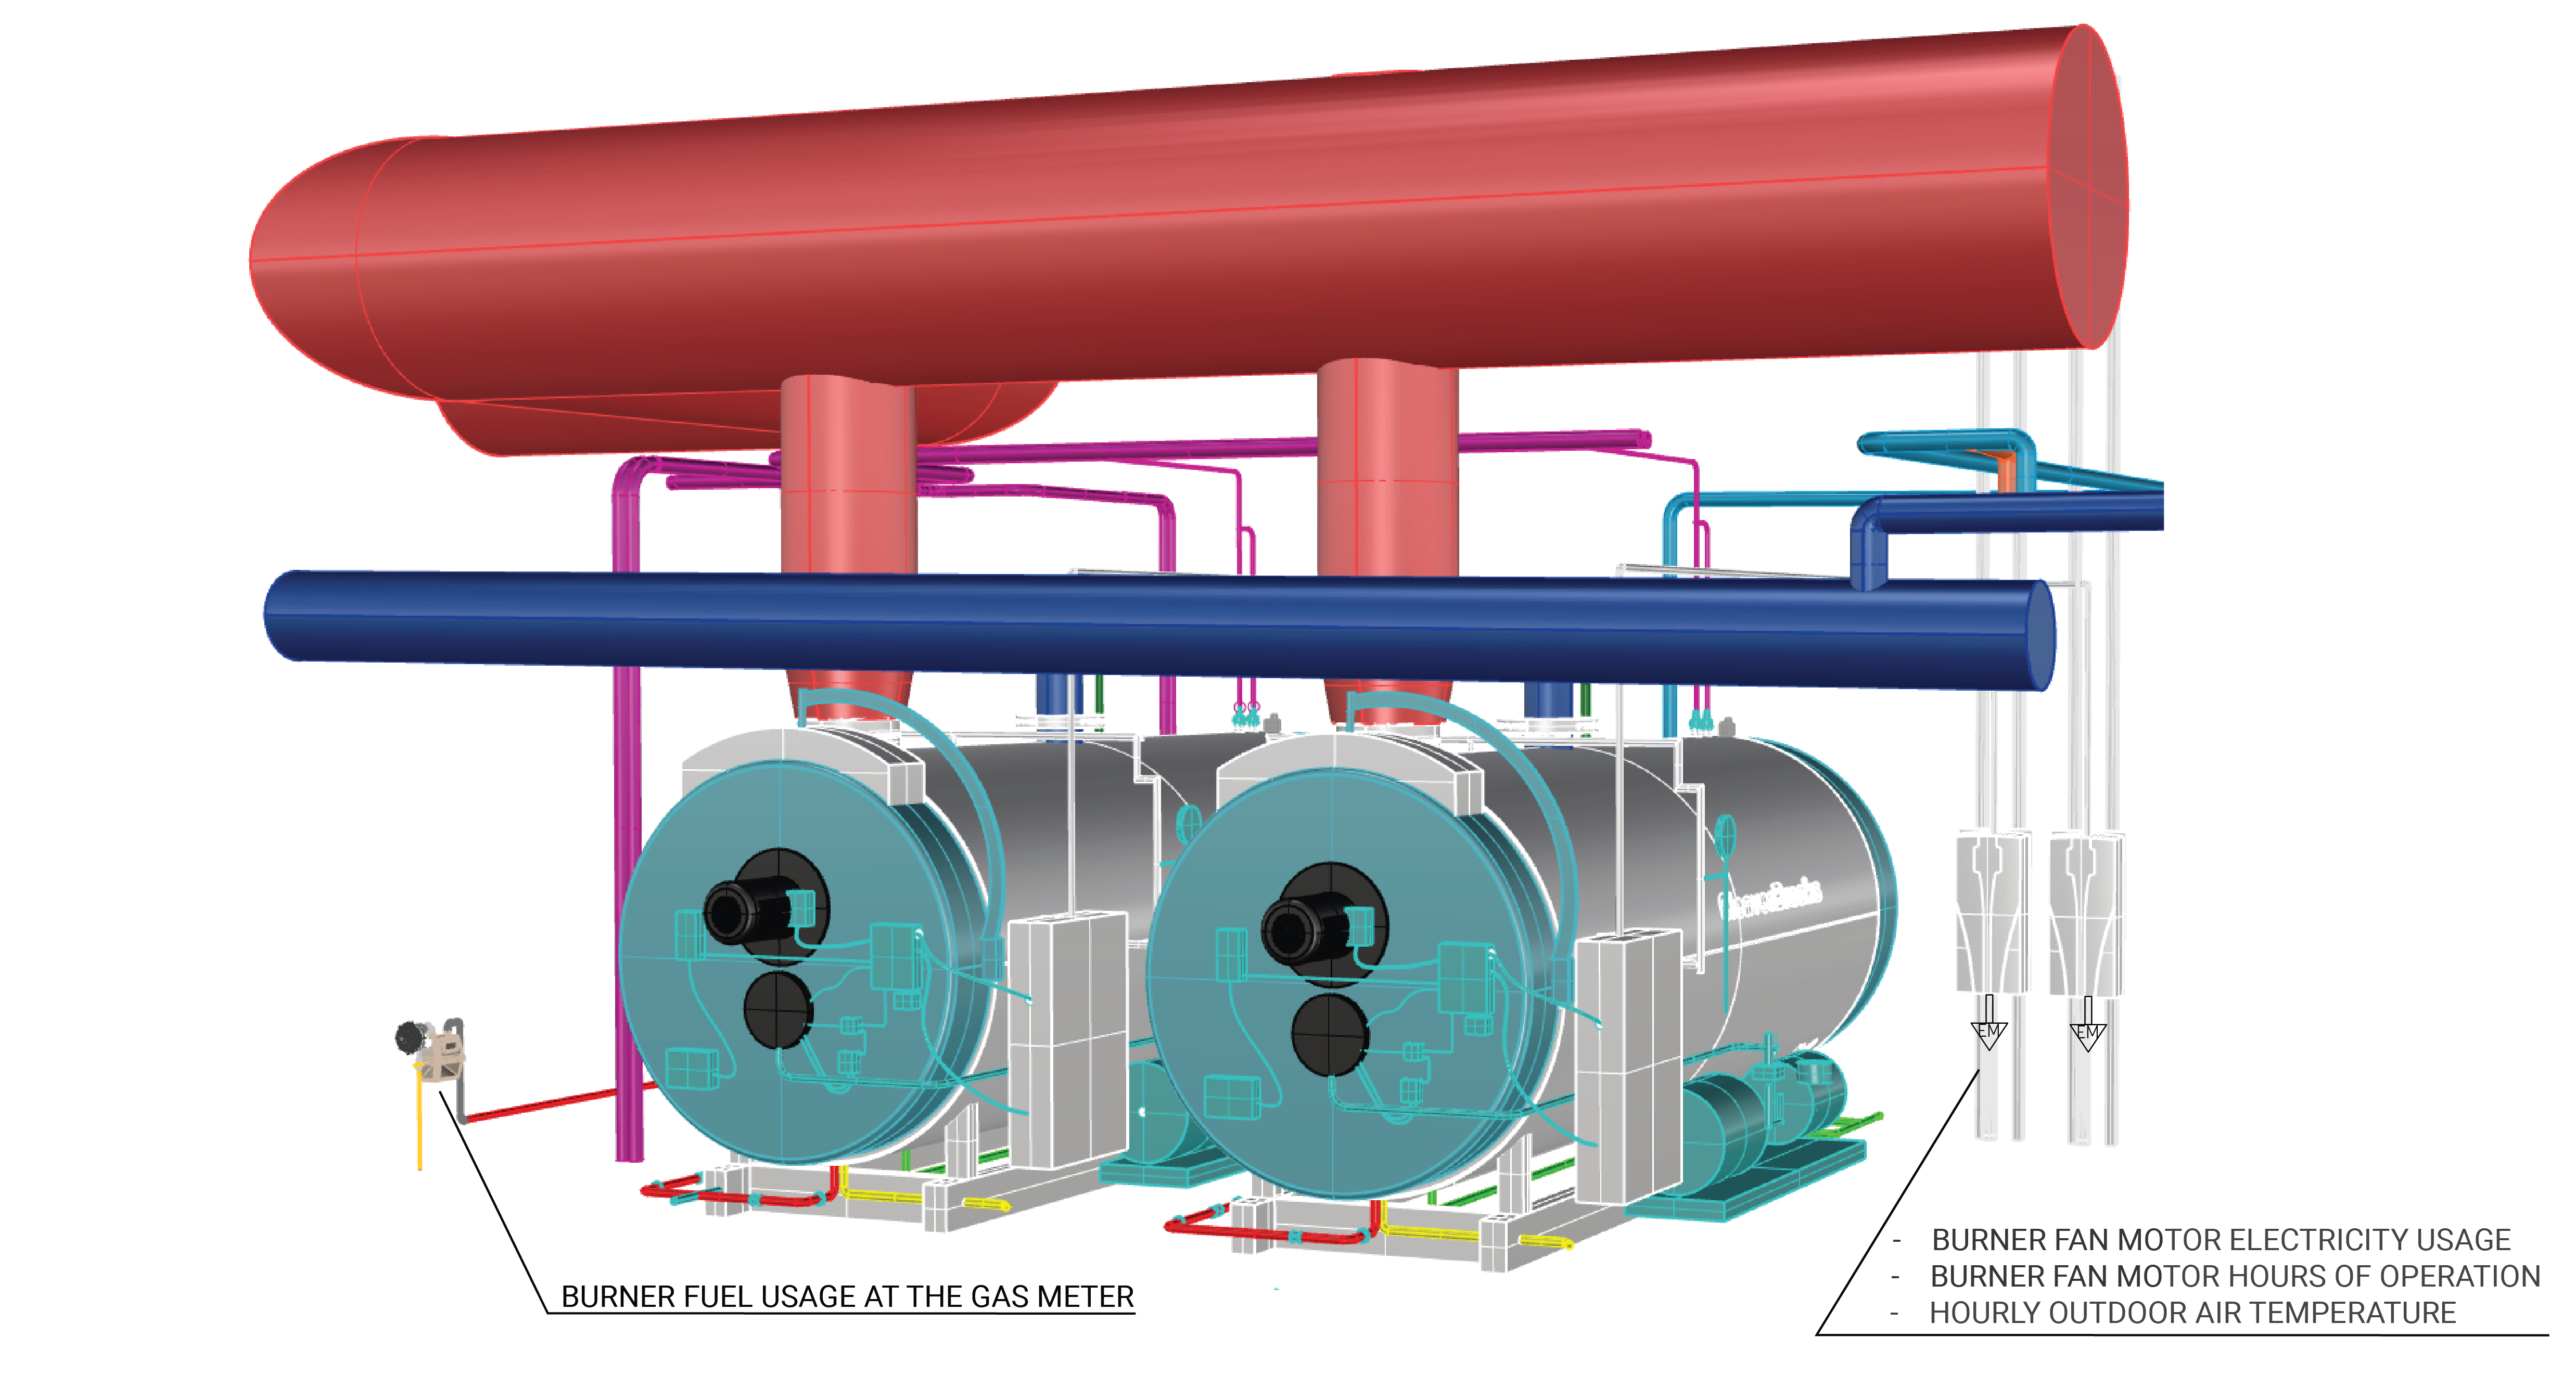 EM
EM
BURNER FUEL USAGE AT THE GAS METER
- BURNER FAN MOTOR ELECTRICITY USAGE
- BURNER FAN MOTOR HOURS OF OPERATION
- HOURLY OUTDOOR AIR TEMPERATURE